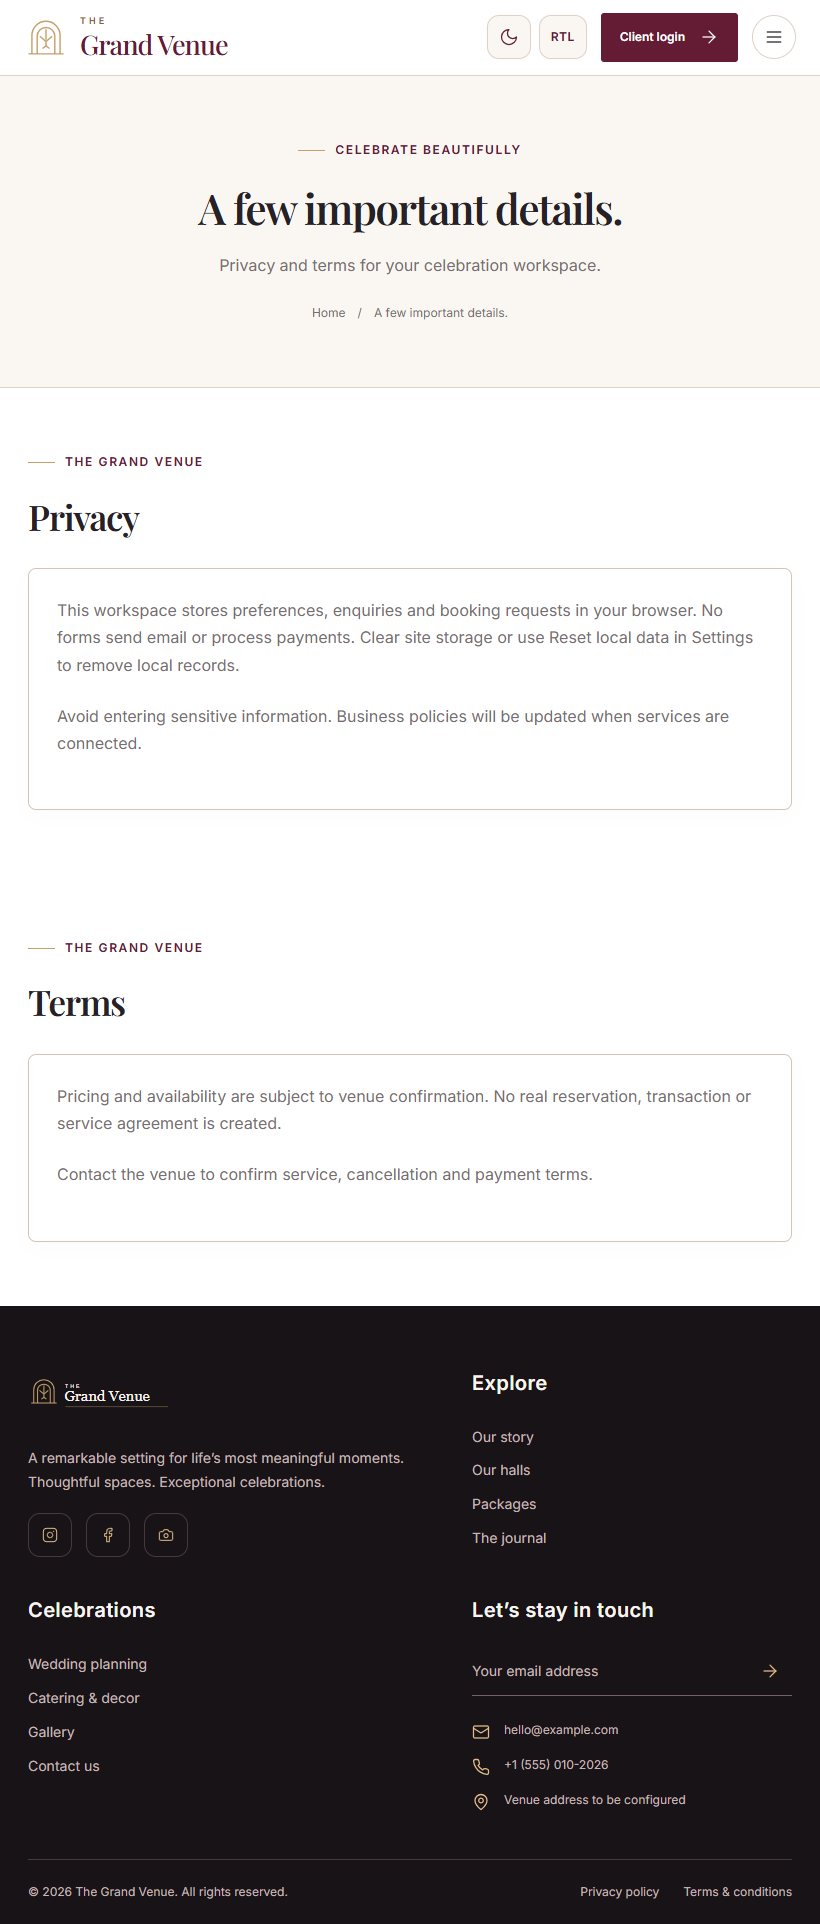 THE
Grand Venue
RTL
Client login
CELEBRATE BEAUTIFULLY
A few important details.
Privacy and terms for your celebration workspace.
Home / A few important details.
THE GRAND VENUE
Privacy
This workspace stores preferences, enquiries and booking requests in your browser. No
forms send email or process payments. Clear site storage or use Reset local data in Settings
to remove local records.
Avoid entering sensitive information. Business policies will be updated when services are
connected.
THE GRAND VENUE
Terms
Pricing and availability are subject to venue confirmation. No real reservation, transaction or
service agreement is created.
Contact the venue to confirm service, cancellation and payment terms.
THE
Grand Venue
A remarkable setting for life’s most meaningful moments.
Thoughtful spaces. Exceptional celebrations.
Explore
Our story
Our halls
Packages
The journal
Celebrations
Wedding planning
Catering & decor
Gallery
Contact us
Let’s stay in touch
Your email address
hello@example.com
+1 (555) 010-2026
Venue address to be configured
© 2026 The Grand Venue. All rights reserved.
Privacy policy
Terms & conditions